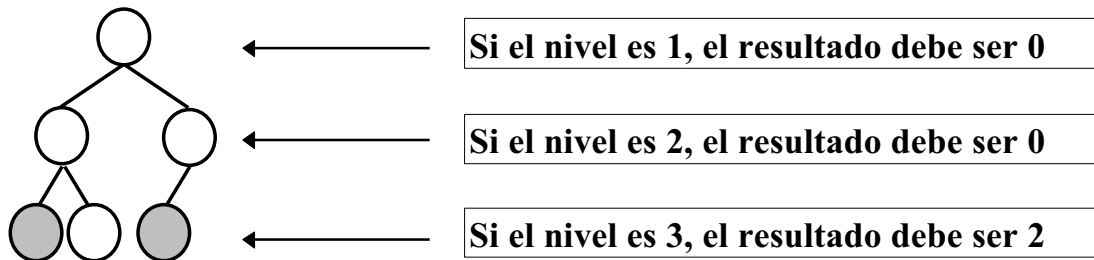 Si el nivel es 1, el resultado debe ser 0
Si el nivel es 2, el resultado debe ser 0
Si el nivel es 3, el resultado debe ser 2